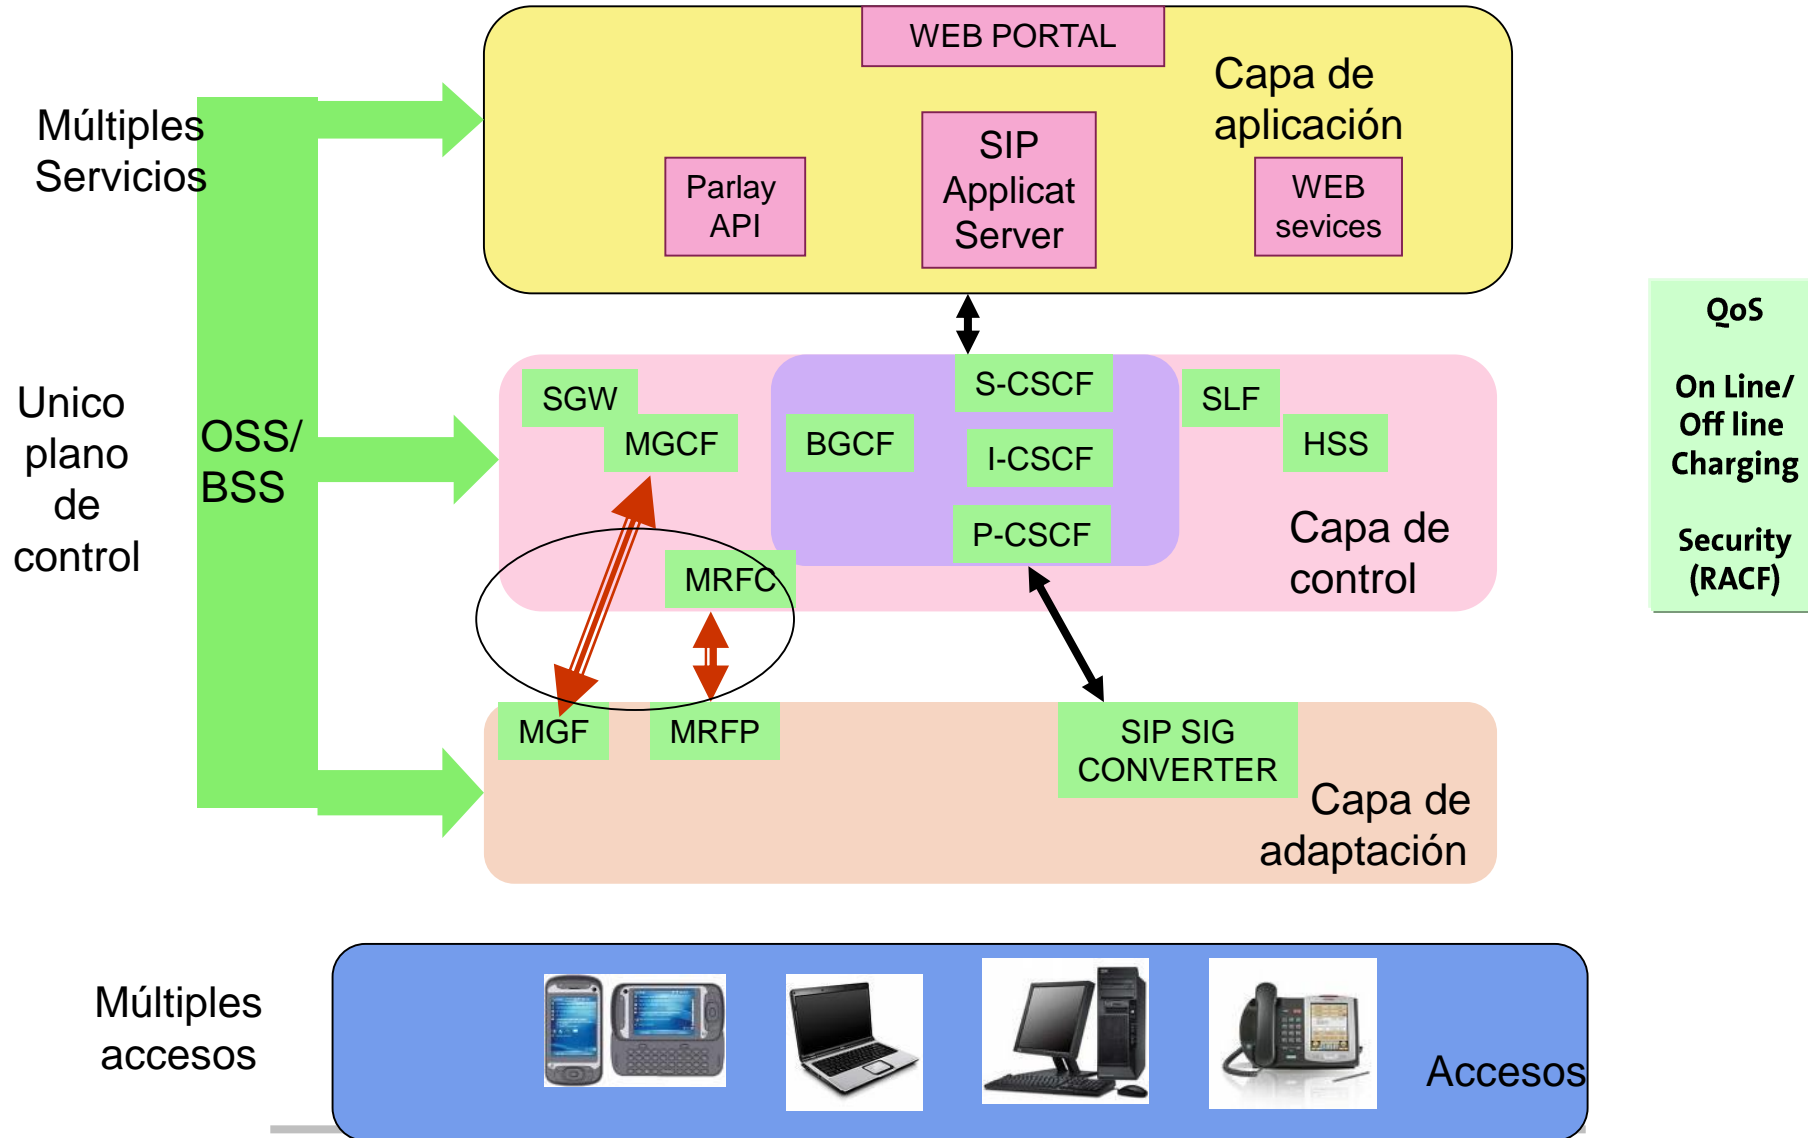 WEB PORTAL
Capa de
aplicación
Múltiples
Servicios
SIP
Applicat
Server
Parlay
API
WEB
sevices
QoS
On Line/
Off line
Charging
Security
(RACF)
Unico
plano
de
control
OSS/
BSS
SGW
MGCF
BGCF
S-CSCF
I-CSCF
P-CSCF
SLF
HSS
MRFC
Capa de
control
MGF
MRFP
SIP SIG
CONVERTER
Capa de
adaptación
Múltiples
accesos
Accesos